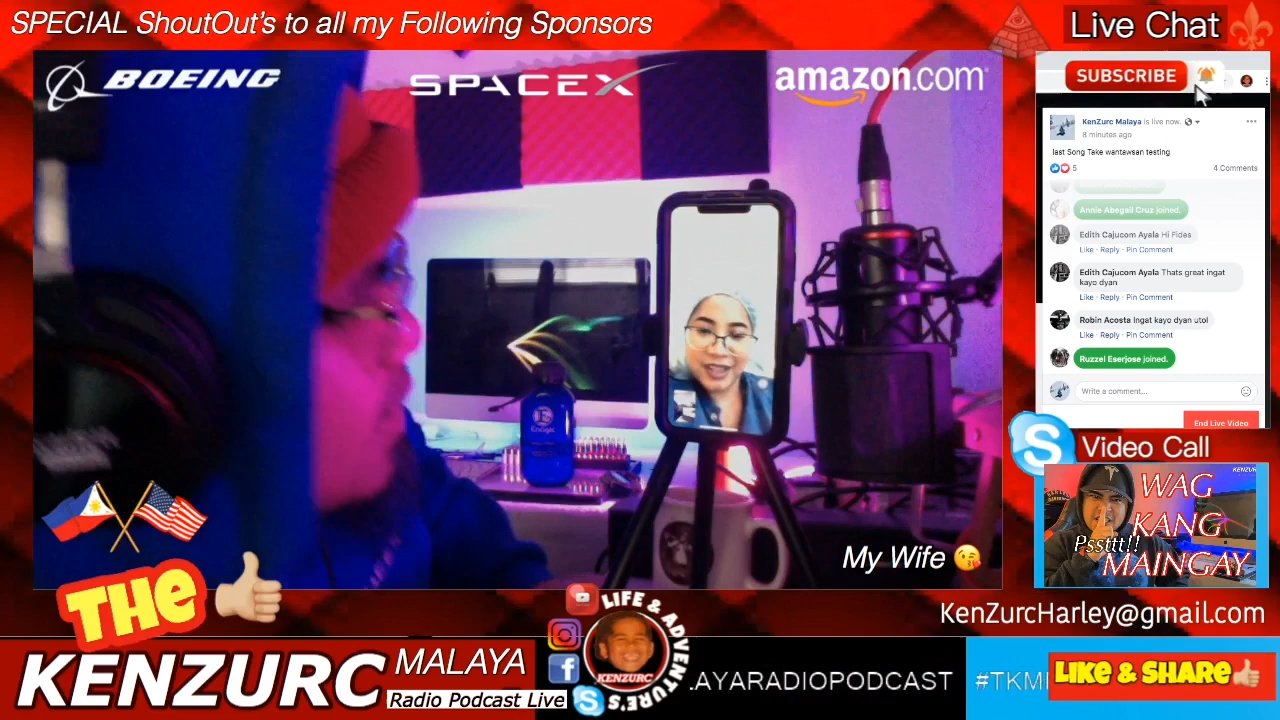 SPECIAL ShoutOut's to all my Following Sponsors
Live Chat
BOEING
SPACEX
amazon.com
SUBSCRIBE
KenZurc Malaya is live now.
8 minutes ago
last Song Take wantawsan testing
5
4 Comments
Annie Abegail Cruz joined.
Edith Cajucom Ayala Hi Fides
Like · Reply · Pin Comment
Edith Cajucom Ayala Thats great ingat
kayo dyan
Like · Reply · Pin Comment
Robin Acosta Ingat kayo dyan utol
Like · Reply · Pin Comment
Ruzzel Eserjose joined.
Write a comment...
End Live Video
Video Call
KENZU
WAG
KANG
Pssttt!!
MAINGAY
My Wife 😘
KenZurcHarley@gmail.com
THe
KENZURC
MALAYA
Radio Podcast Live
LIFE & ADVENTURE'S
KENZURC
.AYARADIOPODCAST
#TKM
LIKE & SHARE